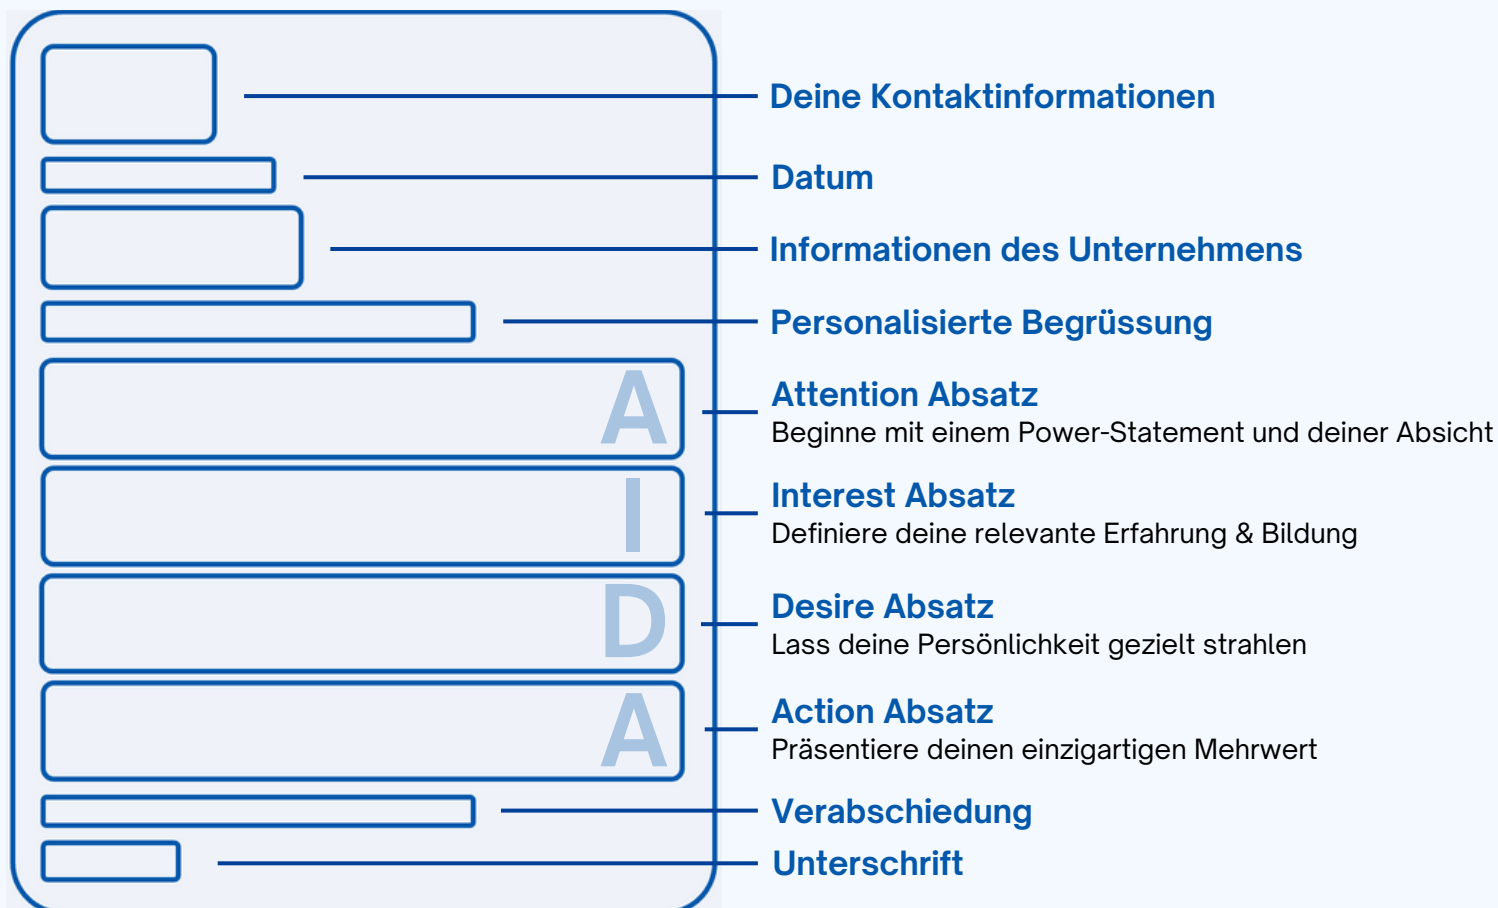 Deine Kontaktinformationen
Datum
Informationen des Unternehmens
Personalisierte Begrüssung
A
Attention Absatz
Beginne mit einem Power-Statement und deiner Absicht
I
Interest Absatz
Definiere deine relevante Erfahrung & Bildung
D
Desire Absatz
Lass deine Persönlichkeit gezielt strahlen
A
Action Absatz
Präsentiere deinen einzigartigen Mehrwert
Verabschiedung
Unterschrift